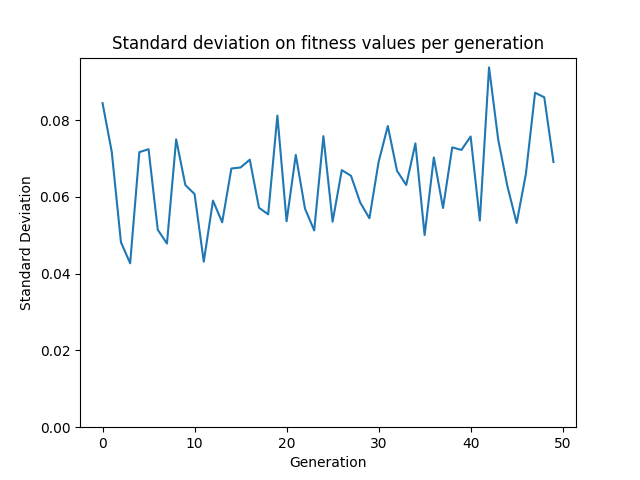 Standard deviation on fitness values per generation
Standard Deviation
0.08
0.06
0.04
0.02
0.00
0 10 20 30 40 50
Generation